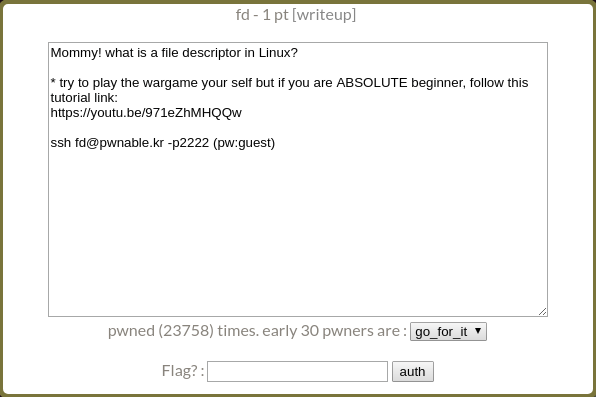 fd - 1 pt [writeup]
Mommy! what is a file descriptor in Linux?
* try to play the wargame your self but if you are ABSOLUTE beginner, follow this
tutorial link:
https://youtu.be/971eZhMHQQw
ssh fd@pwnable.kr -p2222 (pw:guest)
pwned (23758) times. early 30 pwners are : go_for_it
Flag? : auth